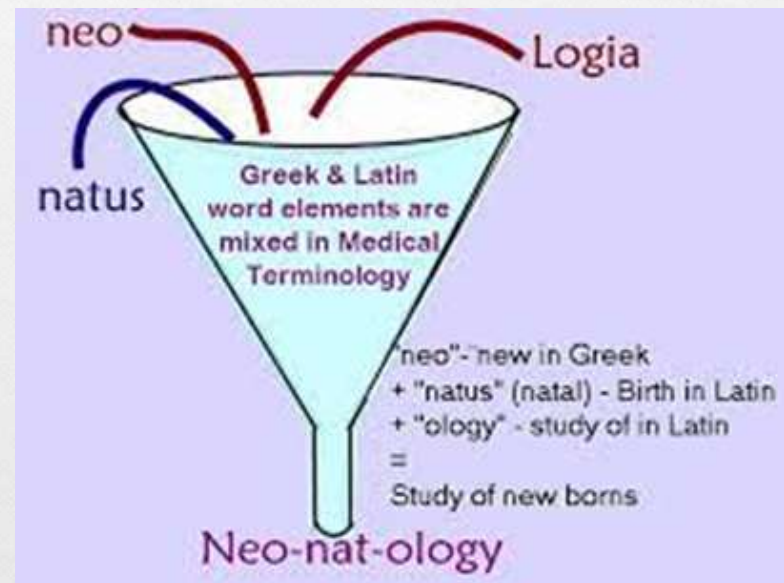 neo
Logia
natus
Greek & Latin
word elements are
mixed in Medical
Terminology
"neo"-"new in Greek
+ "natus" (natal) - Birth in Latin
+ "ology" - study of in Latin
=
Study of new borns
Neo-nat-ology